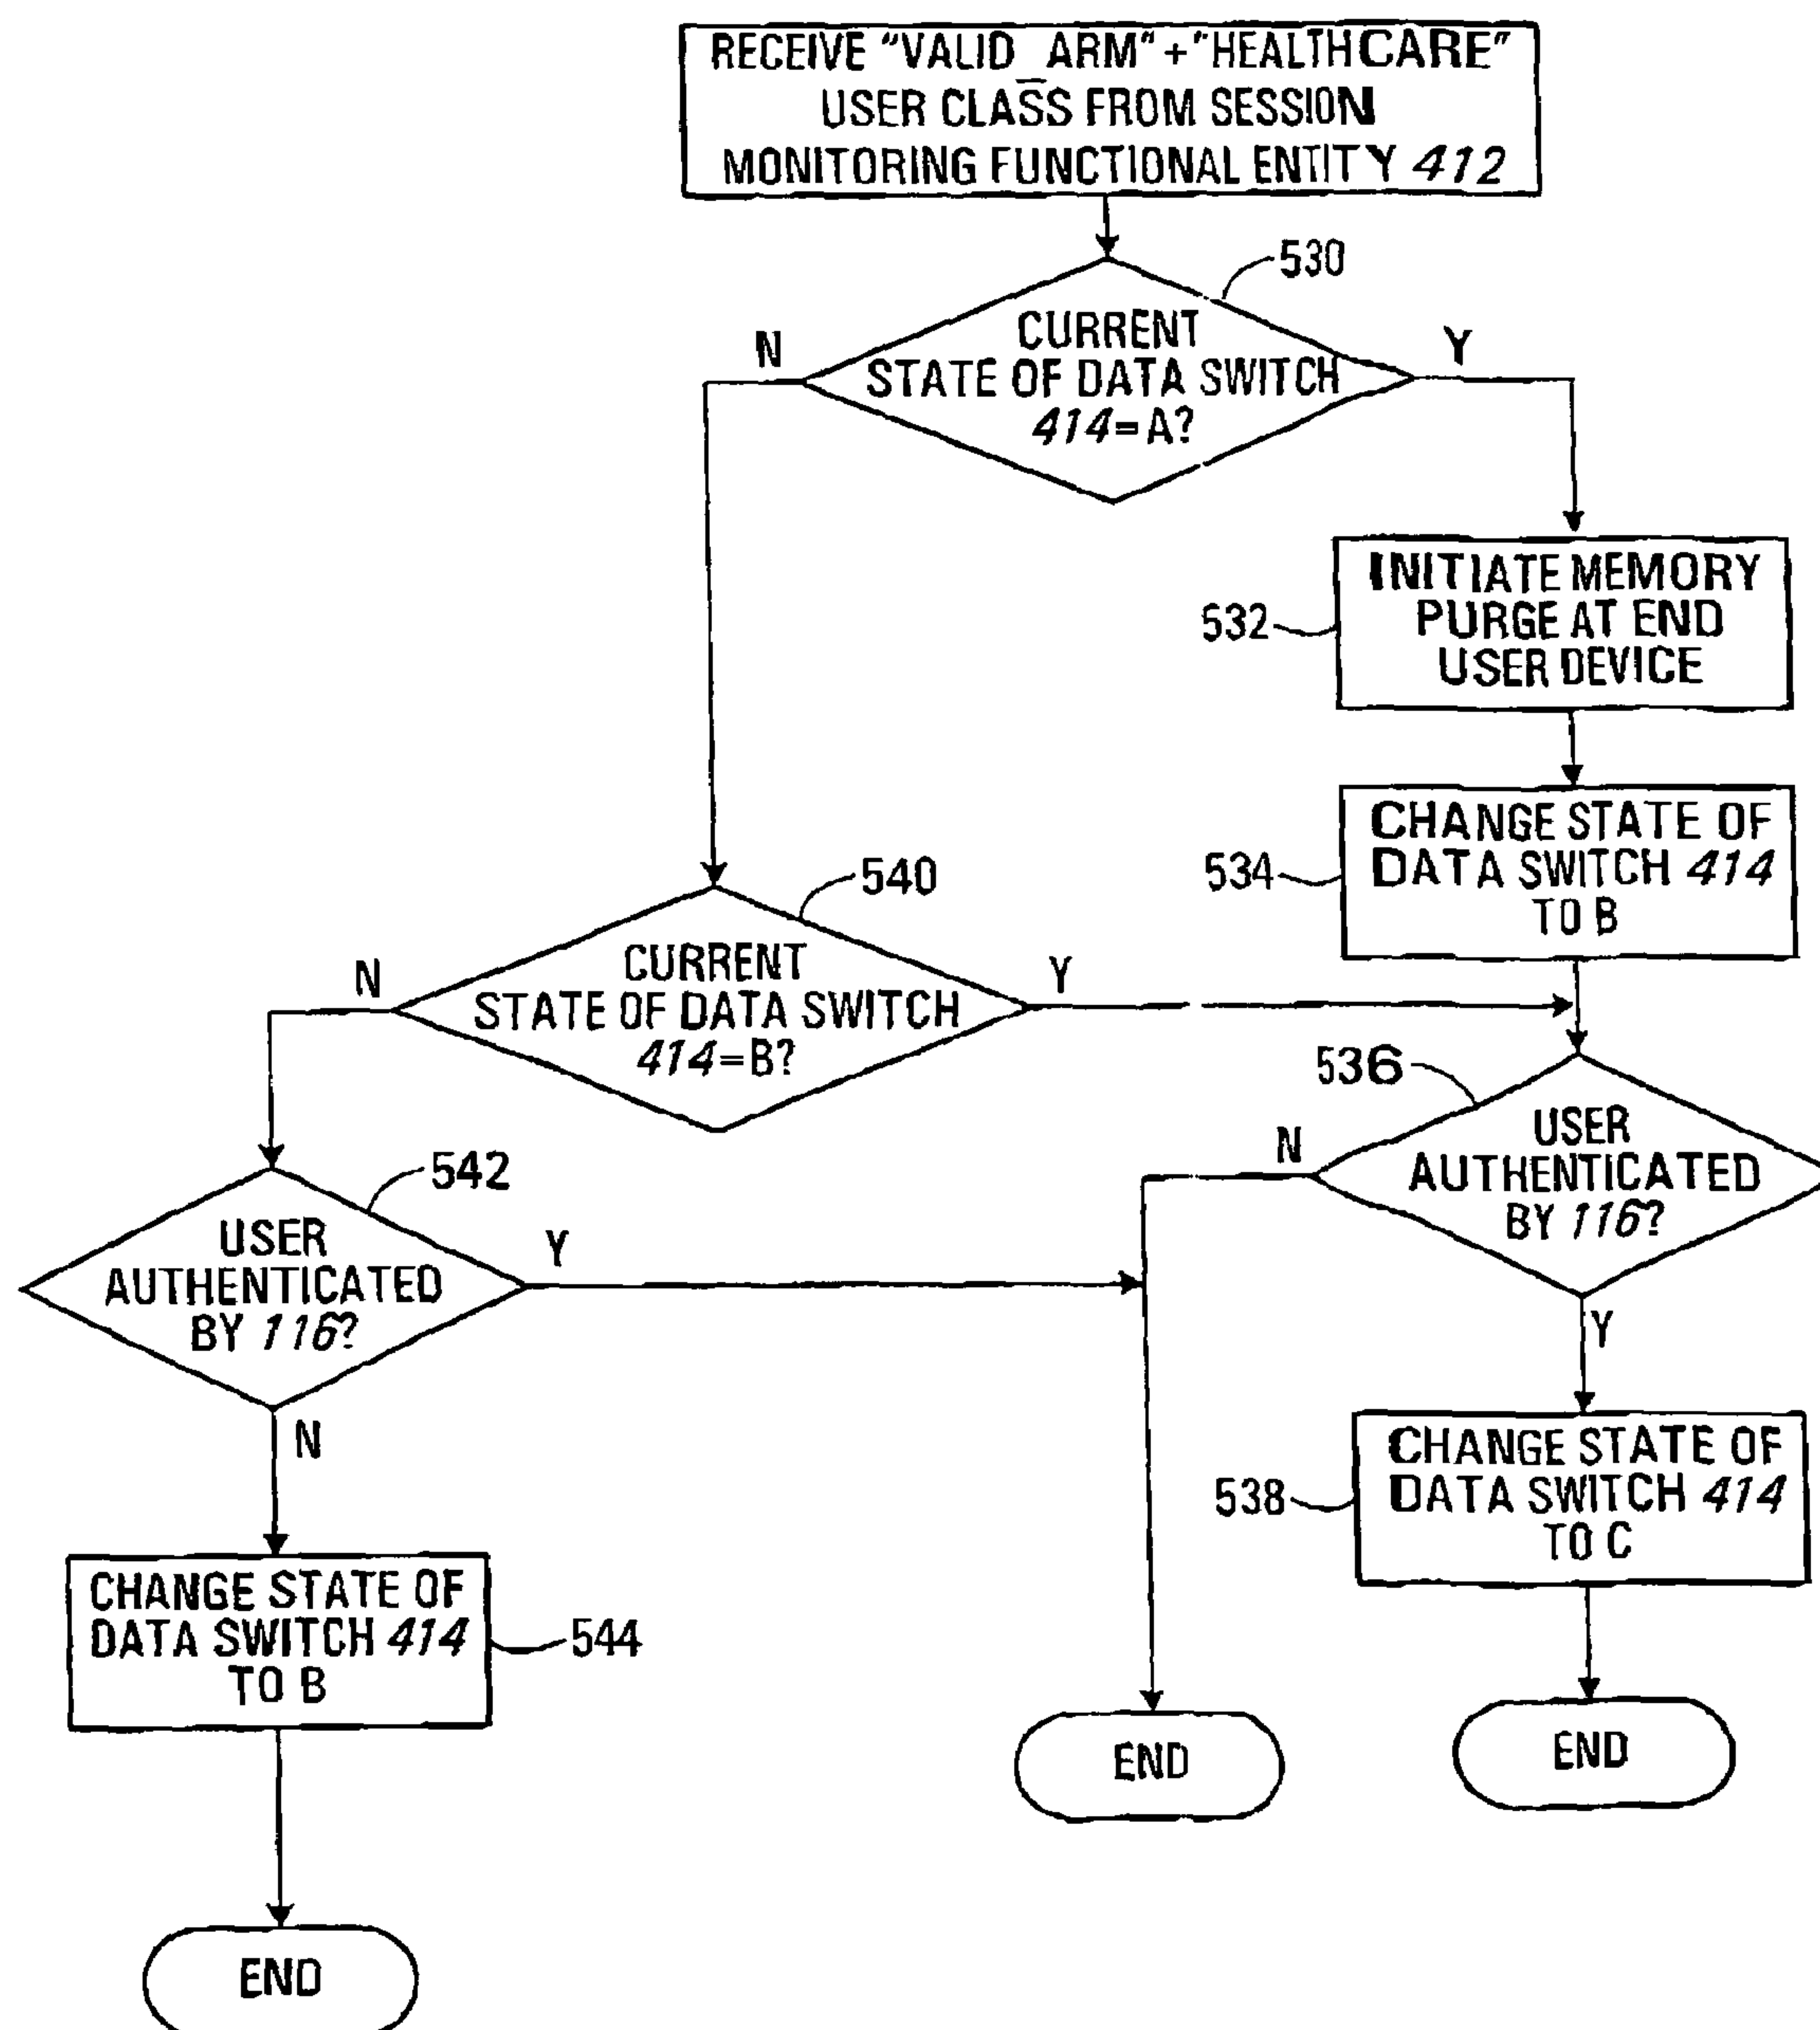 RECEIVE "VALID_ARM"+"HEALTHCARE"
USER CLASS FROM SESSION
MONITORING FUNCTIONAL ENTITY 412
530
CURRENT
STATE OF DATA SWITCH
414=A?
N
Y
INITIATE MEMORY
PURGE AT END
USER DEVICE
532
CHANGE STATE OF
DATA SWITCH 414
TO B
534
540
CURRENT
STATE OF DATA SWITCH
414=B?
N
Y
536
USER
AUTHENTICATED
BY 116?
N
Y
542
USER
AUTHENTICATED
BY 116?
Y
N
CHANGE STATE OF
DATA SWITCH 414
TO C
538
CHANGE STATE OF
DATA SWITCH 414
TO B
544
END
END
END